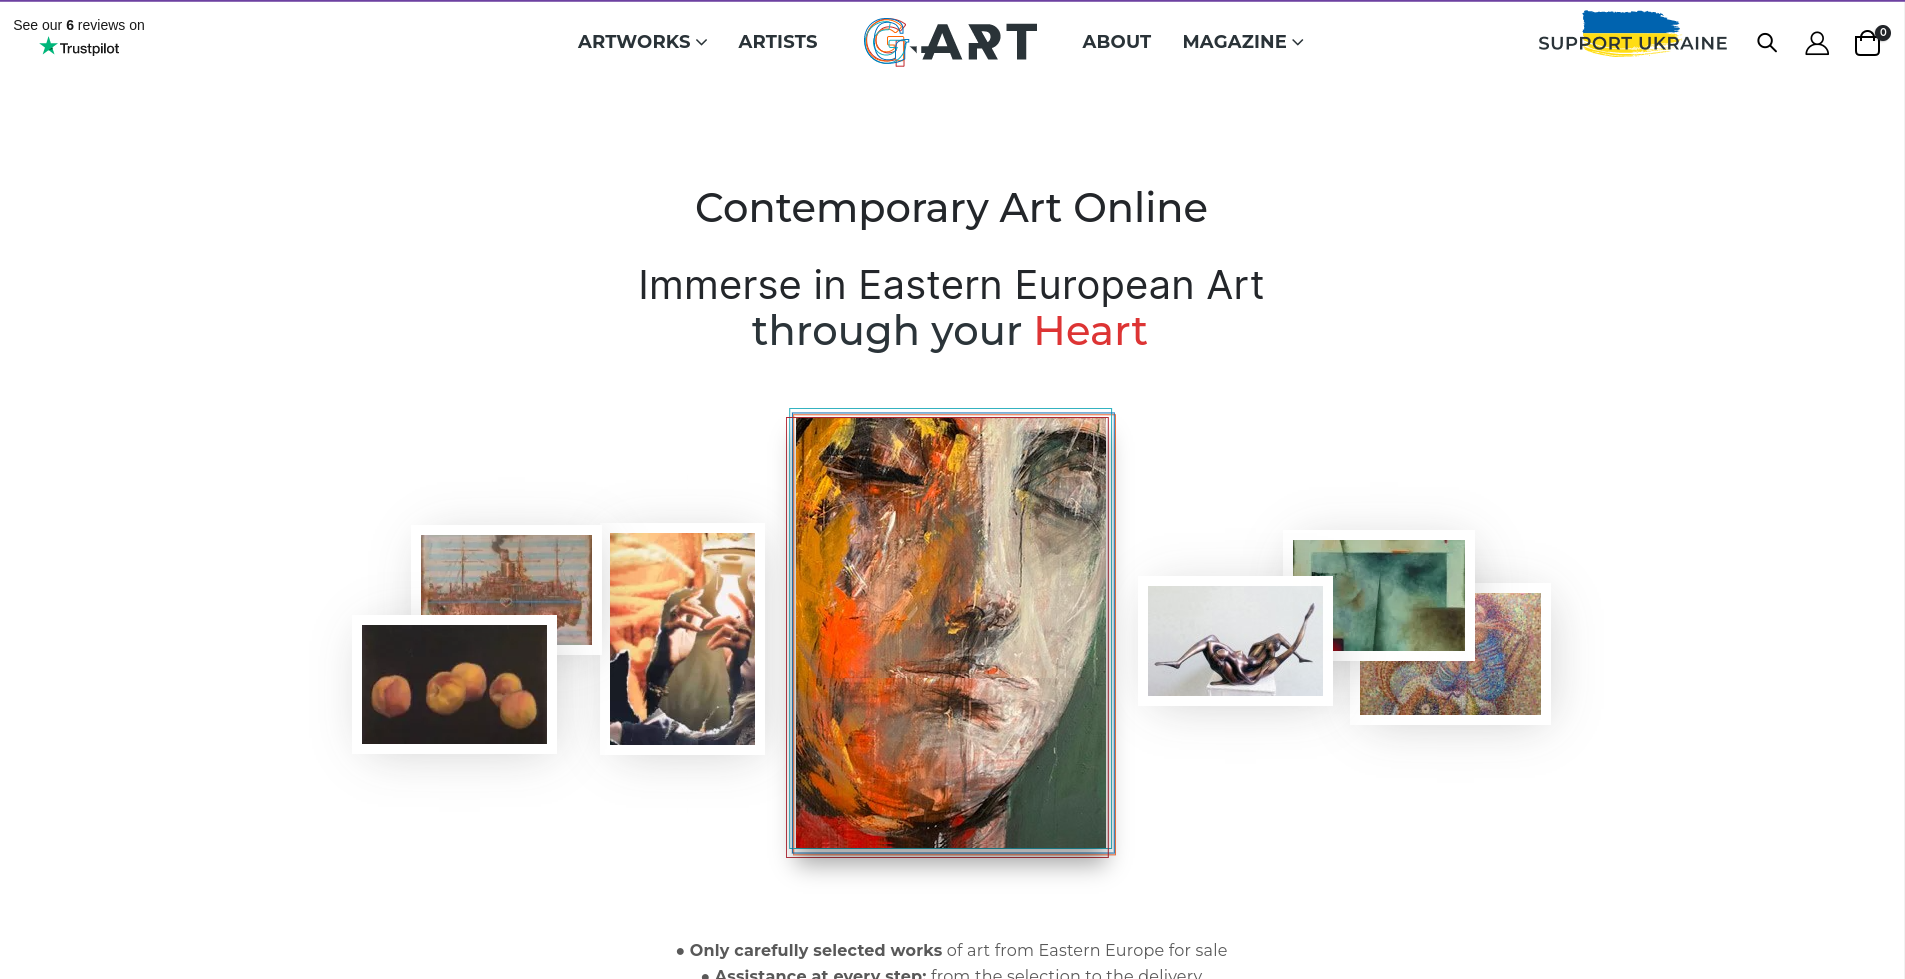 See our 6 reviews on
Trustpilot
ARTWORKS
ARTISTS
G.ART
ABOUT
MAGAZINE
SUPPORT UKRAINE
0
Contemporary Art Online
Immerse in Eastern European Art
through your Heart
● Only carefully selected works of art from Eastern Europe for sale
● Assistance at every step: from the selection to the delivery